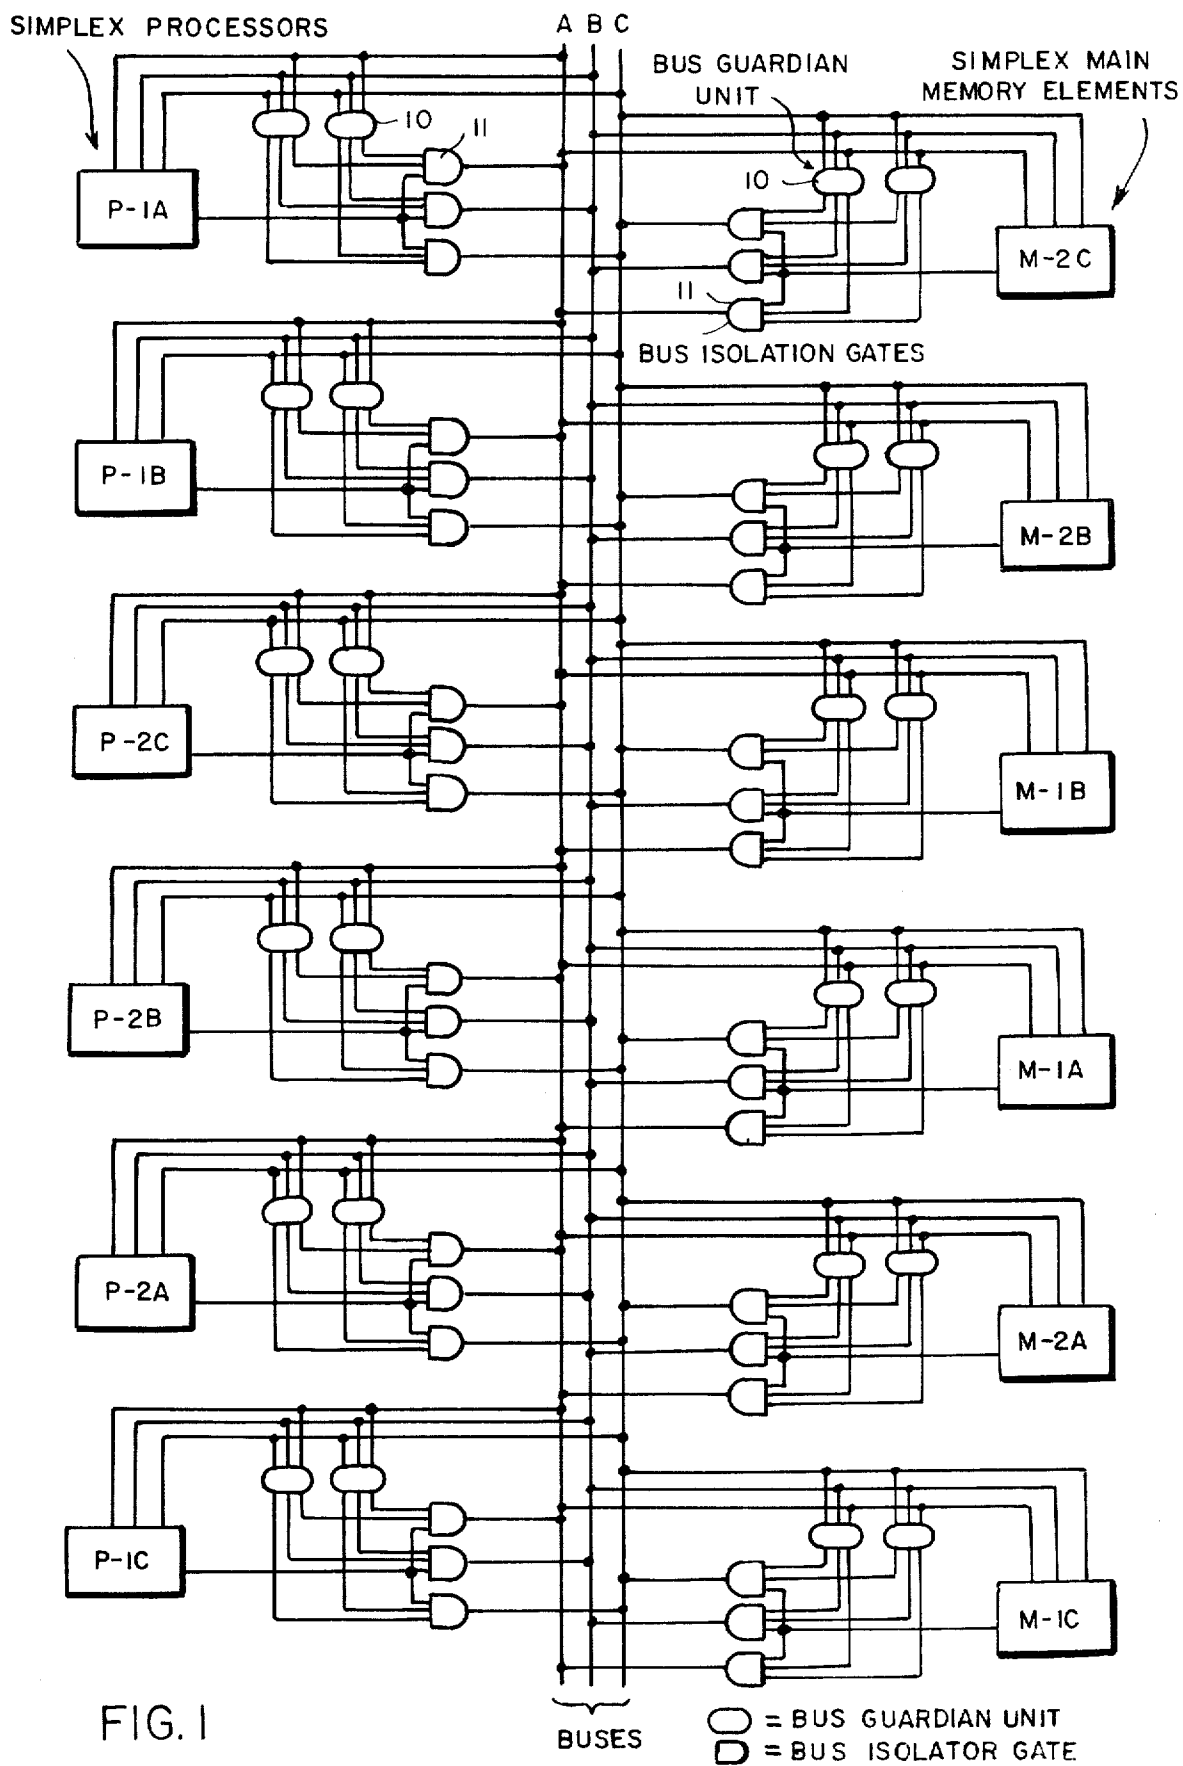 SIMPLEX PROCESSORS
A B C
BUS GUARDIAN
UNIT
SIMPLEX MAIN
MEMORY ELEMENTS
10
11
10
P-1A
M-2C
11
BUS ISOLATION GATES
P-1B
M-2B
P-2C
M-1B
P-2B
M-1A
P-2A
M-2A
P-1C
M-1C
FIG. 1
BUSES
= BUS GUARDIAN UNIT
= BUS ISOLATOR GATE